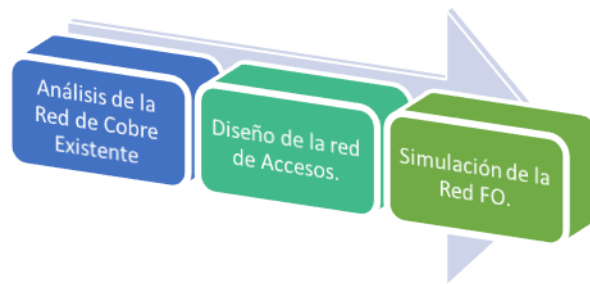 Análisis de la
Red de Cobre
Existente
Diseño de la red
de Accesos.
Simulación de la
Red FO.